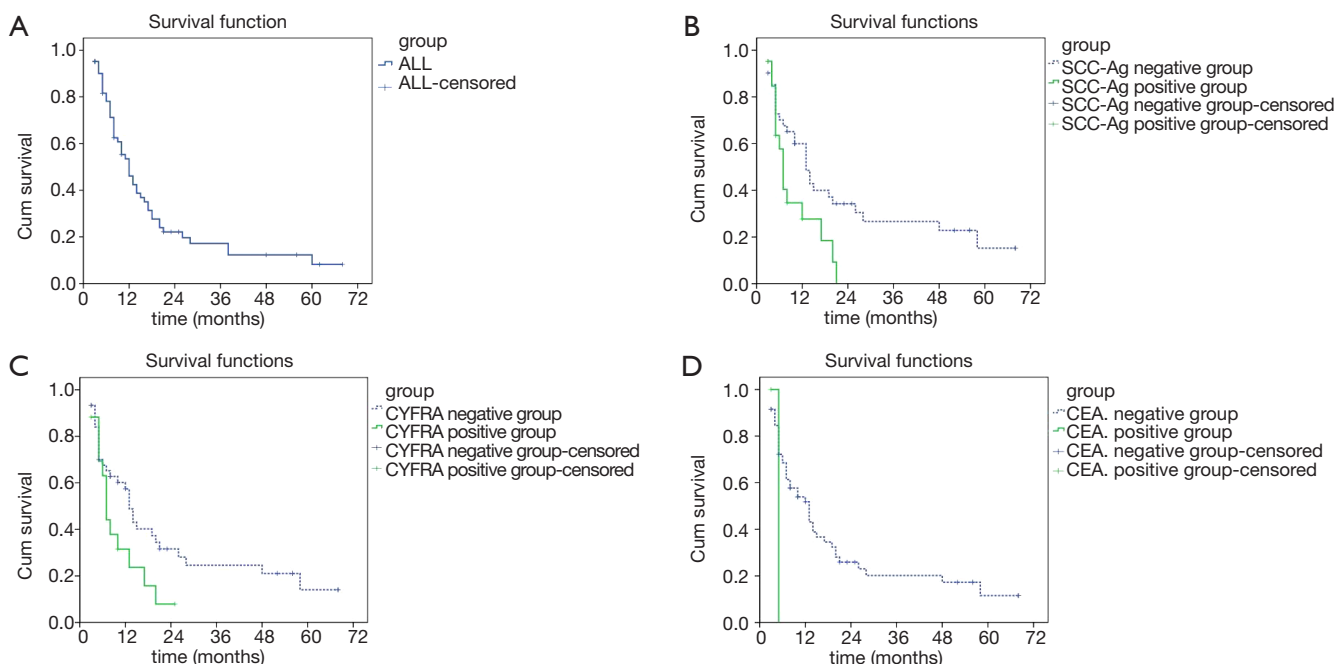 A
Survival function
Cum survival
1.0
0.8
0.6
0.4
0.2
0.0
0 12 24 36 48 60 72
time (months)
group
ALL
ALL-censored
B
Survival functions
Cum survival
1.0
0.8
0.6
0.4
0.2
0.0
0 12 24 36 48 60 72
time (months)
group
SCC-Ag negative group
SCC-Ag positive group
SCC-Ag negative group-censored
SCC-Ag positive group-censored
C
Survival functions
Cum survival
1.0
0.8
0.6
0.4
0.2
0.0
0 12 24 36 48 60 72
time (months)
group
CYFRA negative group
CYFRA positive group
CYFRA negative group-censored
CYFRA positive group-censored
D
Survival functions
Cum survival
1.0
0.8
0.6
0.4
0.2
0.0
0 12 24 36 48 60 72
time (months)
group
CEA. negative group
CEA. positive group
CEA. negative group-censored
CEA. positive group-censored